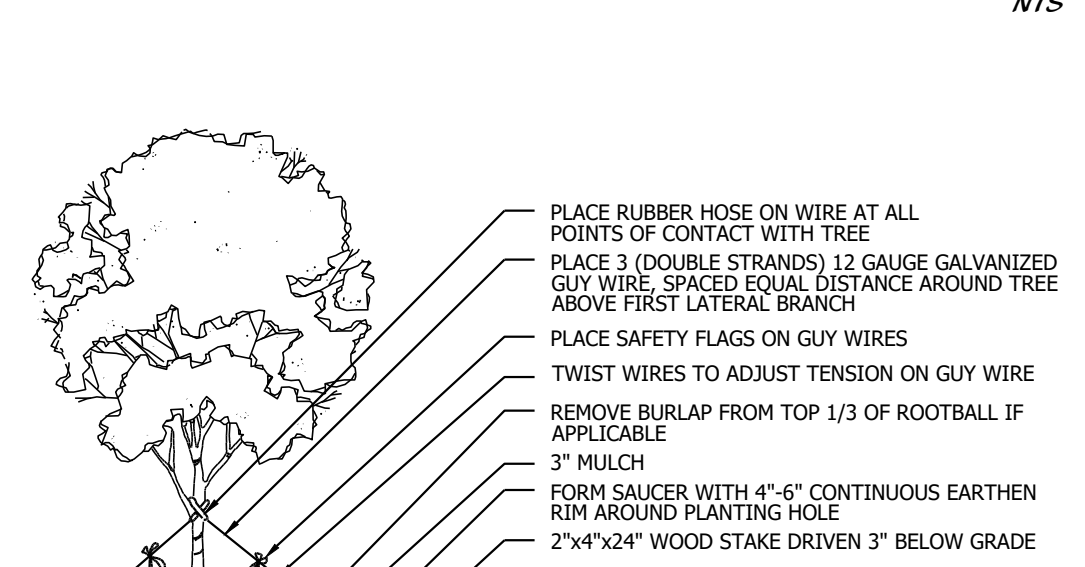 NTS
PLACE RUBBER HOSE ON WIRE AT ALL
POINTS OF CONTACT WITH TREE
PLACE 3 (DOUBLE STRANDS) 12 GAUGE GALVANIZED
GUY WIRE, SPACED EQUAL DISTANCE AROUND TREE
ABOVE FIRST LATERAL BRANCH
PLACE SAFETY FLAGS ON GUY WIRES
TWIST WIRES TO ADJUST TENSION ON GUY WIRE
REMOVE BURLAP FROM TOP 1/3 OF ROOTBALL IF
APPLICABLE
3" MULCH
FORM SAUCER WITH 4"-6" CONTINUOUS EARTHEN
RIM AROUND PLANTING HOLE
2"x4"x24" WOOD STAKE DRIVEN 3" BELOW GRADE